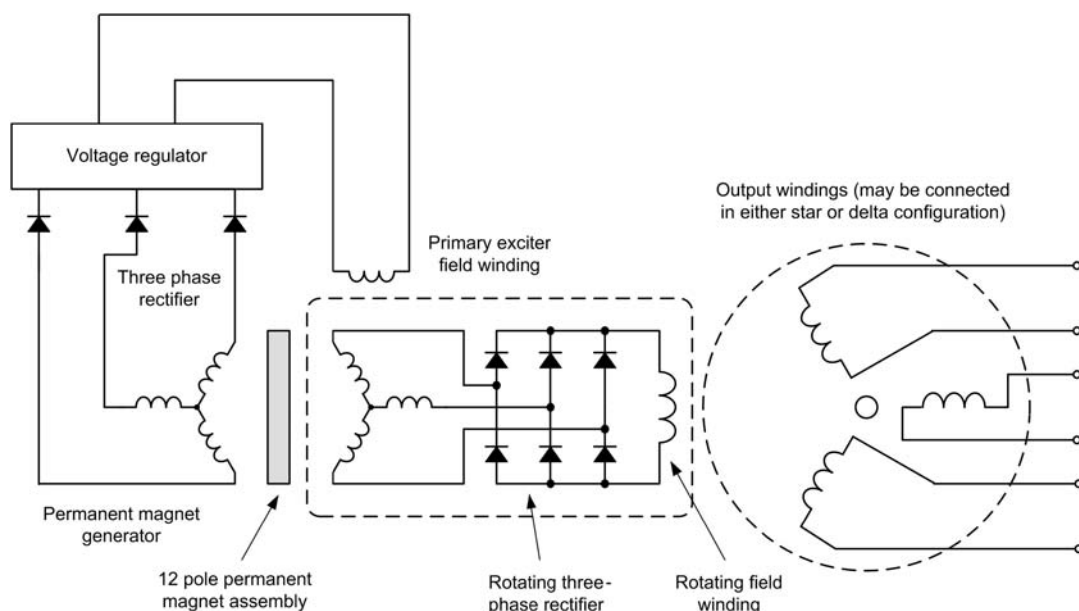 Voltage regulator
Output windings (may be connected
in either star or delta configuration)
Primary exciter
field winding
Three phase
rectifier
Permanent magnet
generator
12 pole permanent
magnet assembly
Rotating three-
phase rectifier
Rotating field
winding